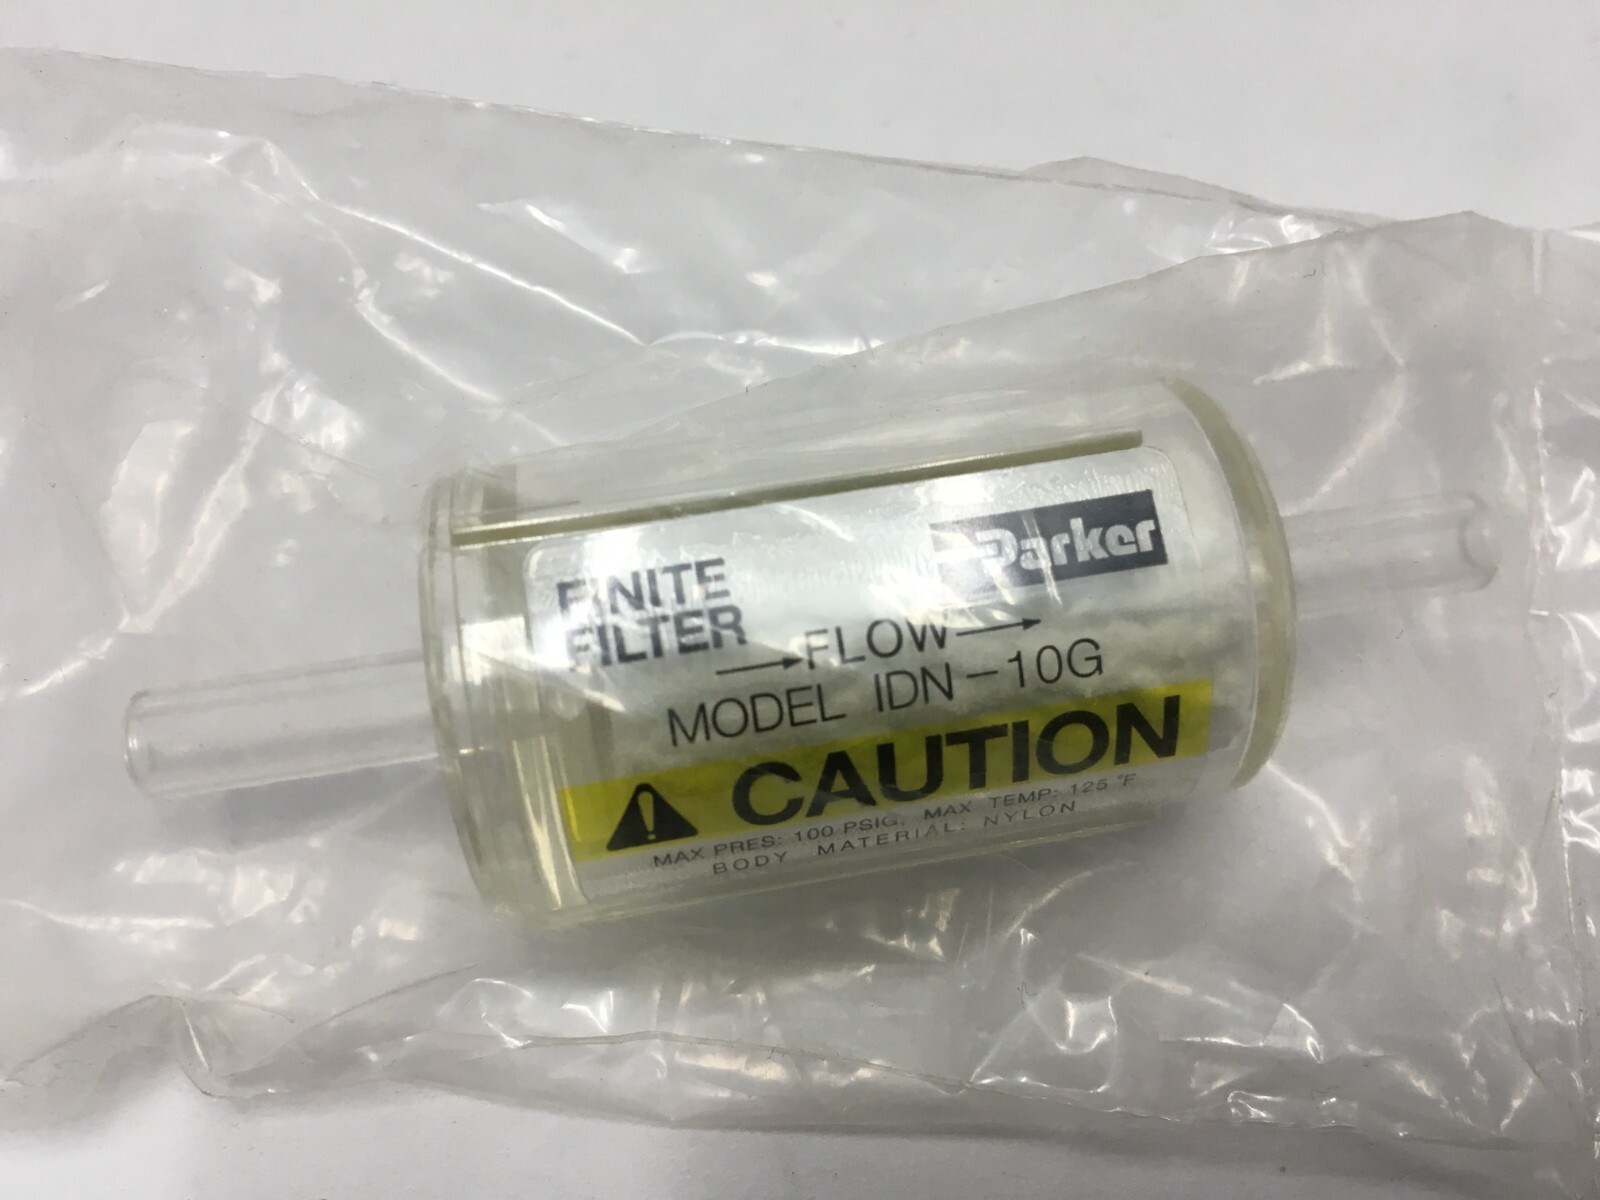 Parker
FINITE
FILTER
→FLOW→
MODEL IDN-10G
CAUTION
MAX PRES: 100 PSIG, MAX TEMP: 125 °F
BODY MATERIAL: NYLON